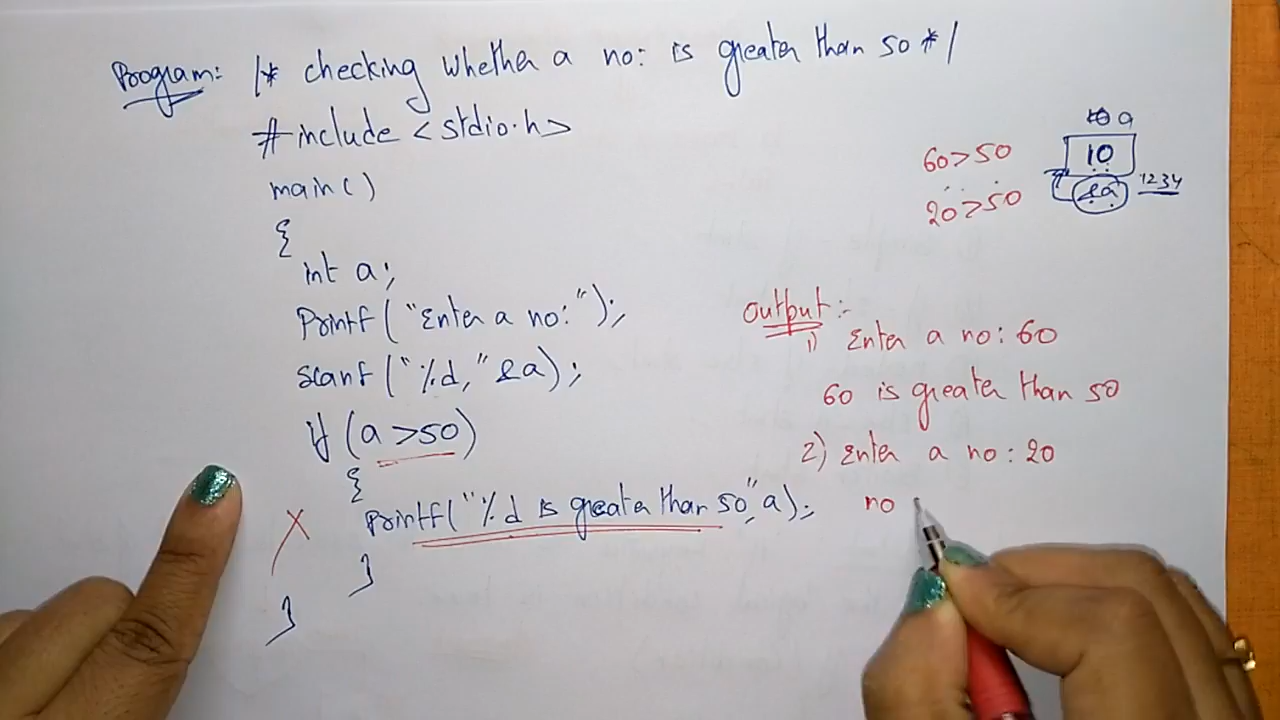 Program: /* checking whether a no: is greater than 50 */
#include <stdio.h>
main()
{
int a;
Printf("Enter a no:");
scanf("%d," &a);
if (a >50)
{
Printf("%d is greater than 50," a);
}
}
a
10
&a 1234
60>50
20>50
Output:-
1) Enter a no: 60
60 is greater than 50
2) Enter a no: 20
no